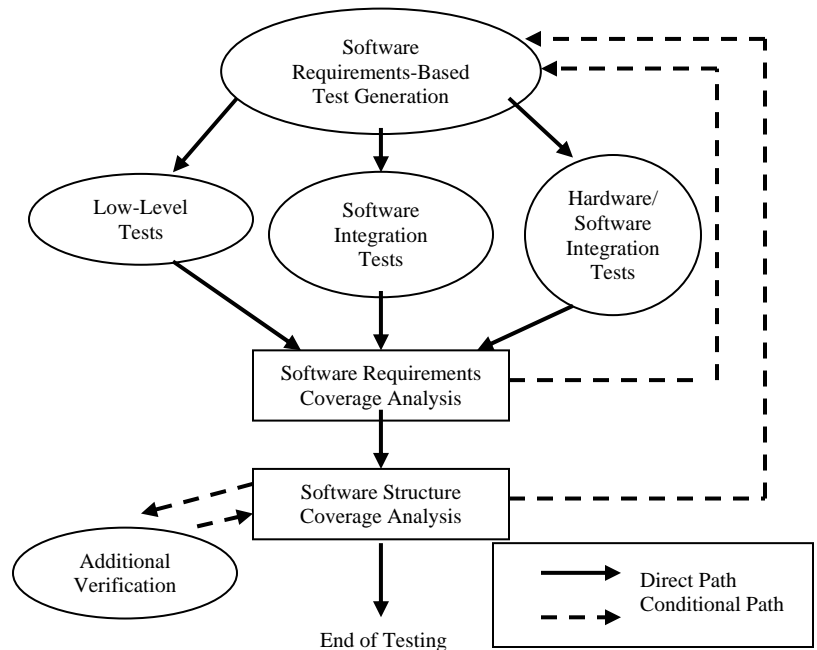 Software
Requirements-Based
Test Generation
Low-Level
Tests
Software
Integration
Tests
Hardware/
Software
Integration
Tests
Software Requirements
Coverage Analysis
Software Structure
Coverage Analysis
Additional
Verification
Direct Path
Conditional Path
End of Testing